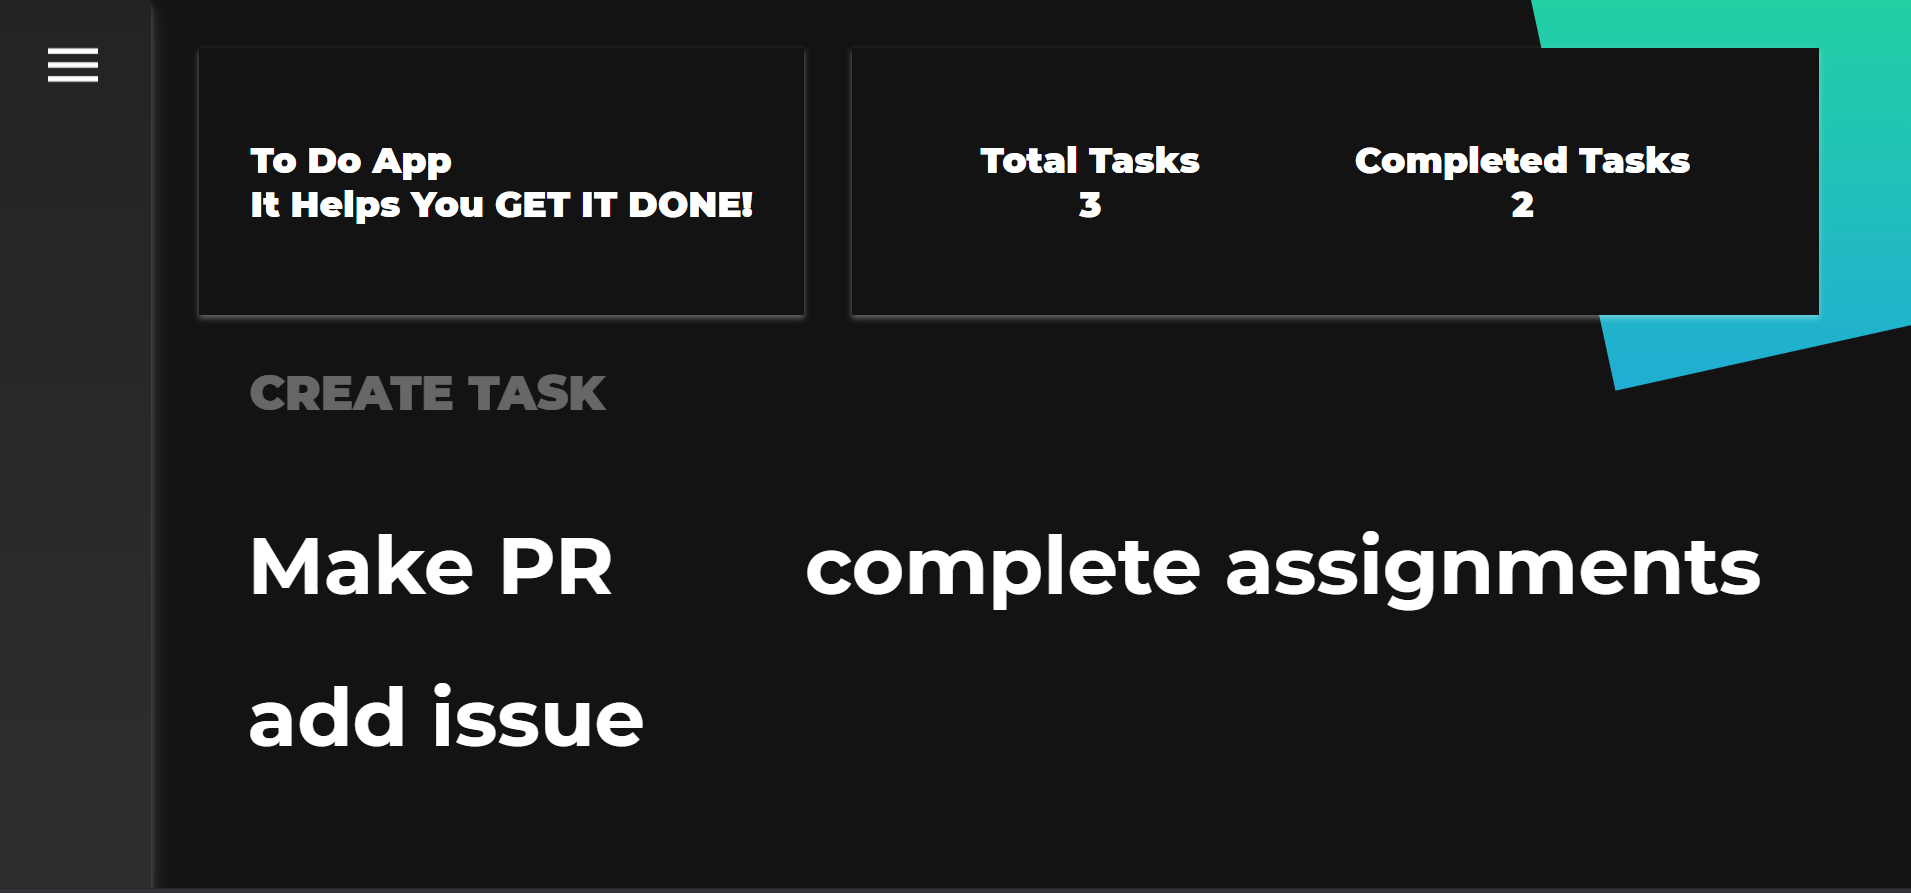 To Do App
It Helps You GET IT DONE!
Total Tasks
3
Completed Tasks
2
CREATE TASK
Make PR
complete assignments
add issue